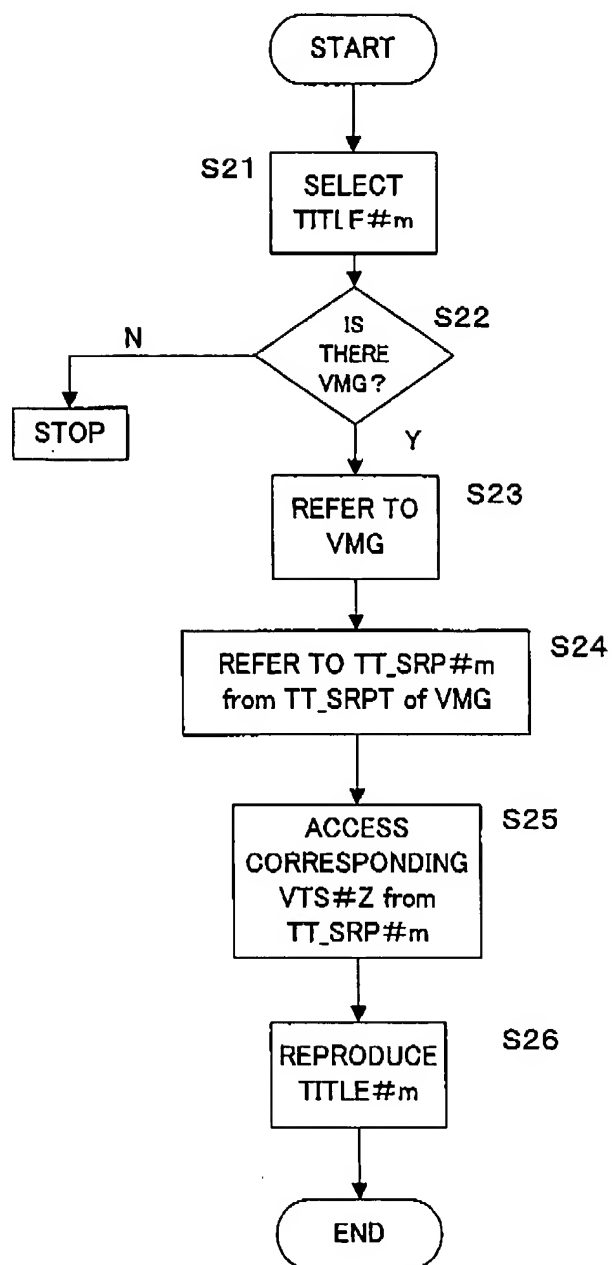 START
S21
SELECT
TITLE#m
S22
IS
THERE
VMG?
N
STOP
Y
S23
REFER TO
VMG
S24
REFER TO TT_SRP#m
from TT_SRPT of VMG
S25
ACCESS
CORRESPONDING
VTS#Z from
TT_SRP#m
S26
REPRODUCE
TITLE#m
END